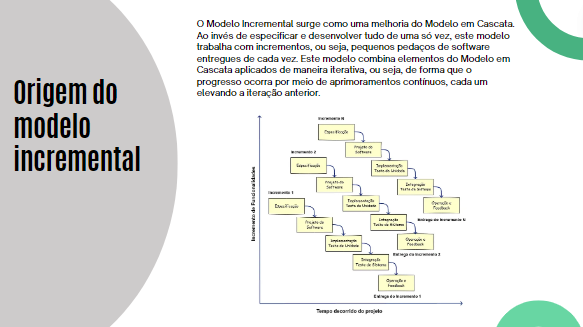 Origem do
modelo
incremental
O Modelo Incremental surge como uma melhoria do Modelo em Cascata.
Ao invés de especificar e desenvolver tudo de uma só vez, este modelo
trabalha com incrementos, ou seja, pequenos pedaços de software
entregues de cada vez. Este modelo combina elementos do Modelo em
Cascata aplicados de maneira iterativa, ou seja, de forma que o
progresso ocorra por meio de aprimoramentos contínuos, cada um
elevando a iteração anterior.
Incremento de Funcionalidades
Incremento N
Especificação
Projeto de
Software
Implementação
Teste de Unidade
Integração
Teste de Sistema
Operação e
Feedback
Entrega do Incremento N
Incremento 2
Especificação
Projeto de
Software
Implementação
Teste de Unidade
Integração
Teste de Sistema
Operação e
Feedback
Entrega do Incremento 2
Incremento 1
Especificação
Projeto de
Software
Implementação
Teste de Unidade
Integração
Teste de Sistema
Operação e
Feedback
Entrega do Incremento 1
Tempo decorrido do projeto